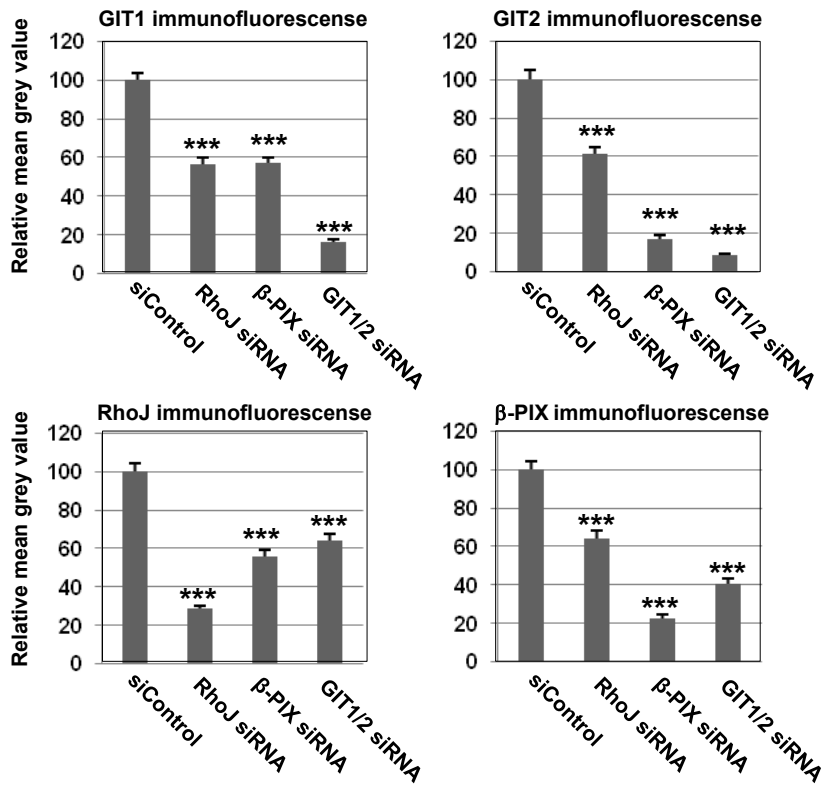 GIT1 immunofluorescense
Relative mean grey value
120
100
80
60
40
20
0
***
***
***
siControl
RhoJ siRNA
β-PIX siRNA
GIT1/2 siRNA
GIT2 immunofluorescense
120
100
80
60
40
20
0
***
***
***
siControl
RhoJ siRNA
β-PIX siRNA
GIT1/2 siRNA
RhoJ immunofluorescense
Relative mean grey value
120
100
80
60
40
20
0
***
***
***
siControl
RhoJ siRNA
β-PIX siRNA
GIT1/2 siRNA
β-PIX immunofluorescense
120
100
80
60
40
20
0
***
***
***
siControl
RhoJ siRNA
β-PIX siRNA
GIT1/2 siRNA